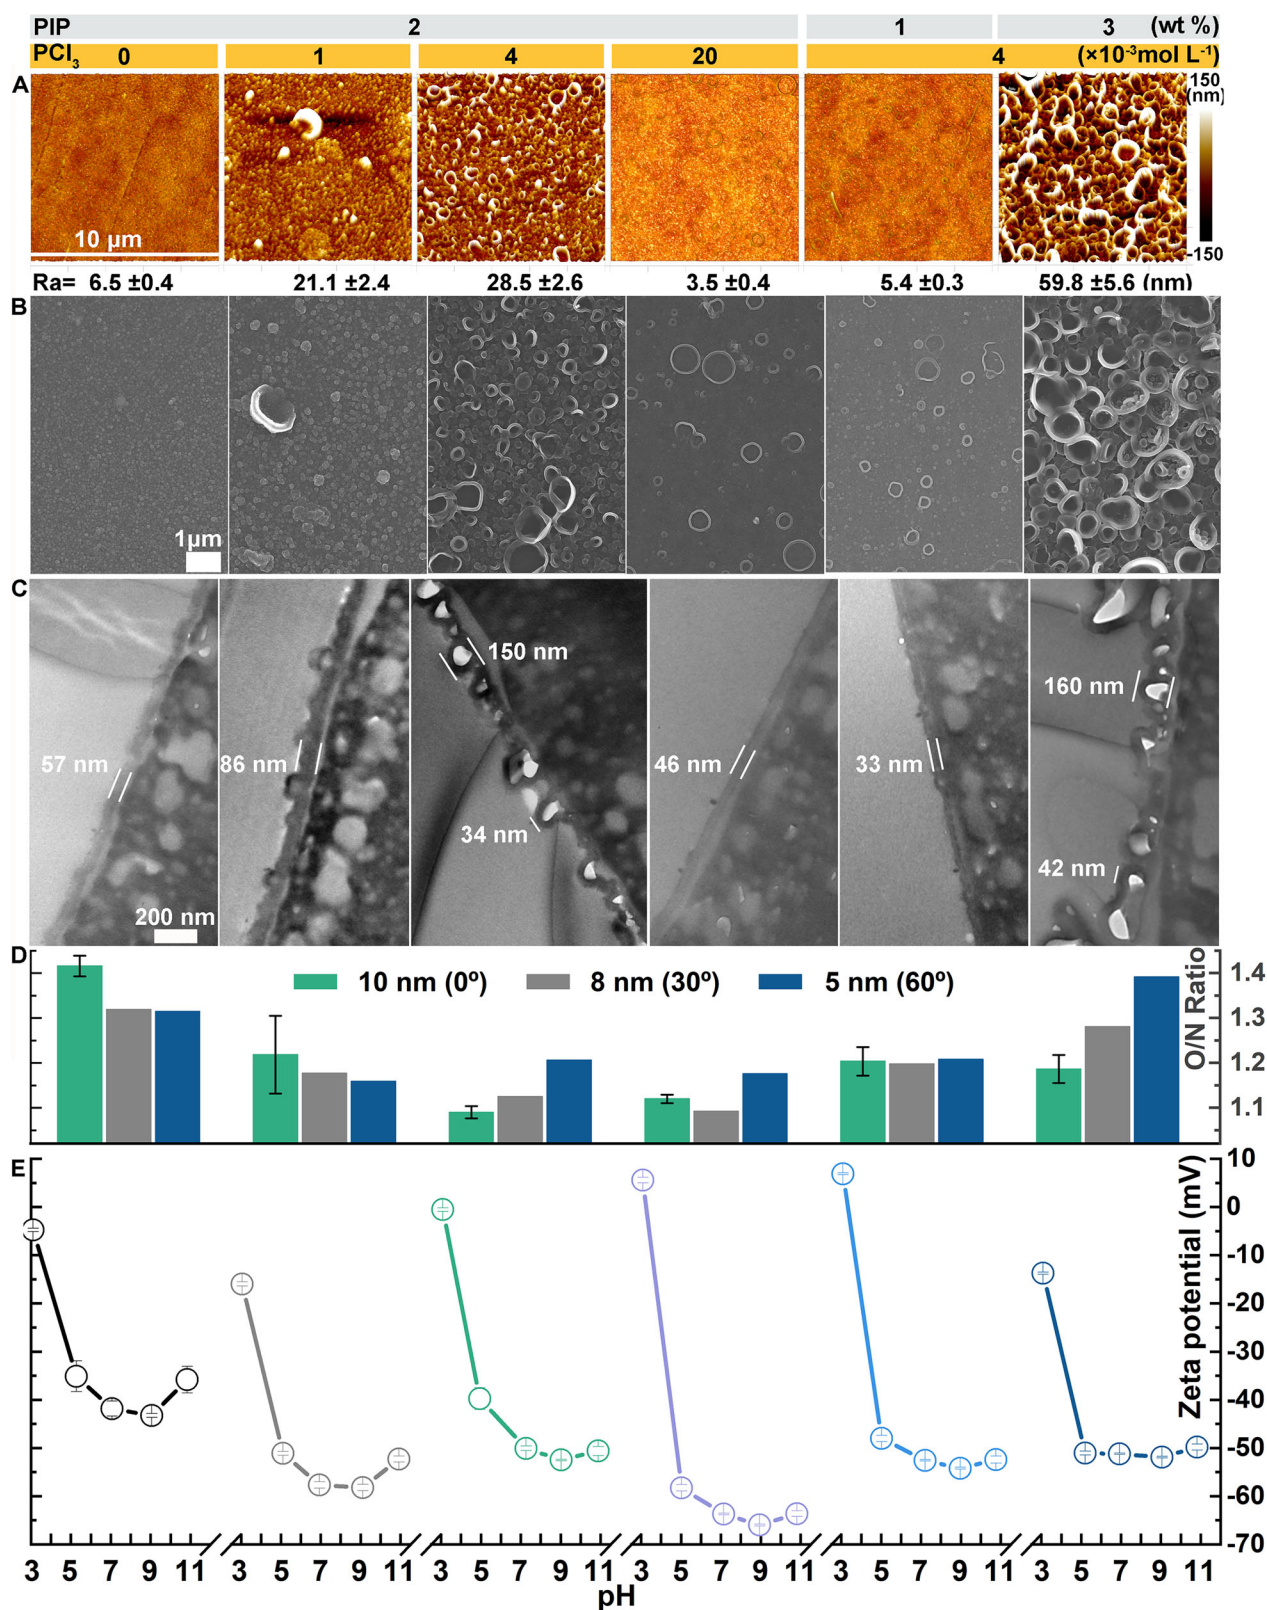 PIP 2 1 3 (wt %)
PCl3 0 1 4 20 4 (×10-3mol L-1)
A
150
(nm)
10 µm
-150
Ra= 6.5 ±0.4 21.1 ±2.4 28.5 ±2.6 3.5 ±0.4 5.4 ±0.3 59.8 ±5.6 (nm)
B
1µm
C
150 nm
160 nm
57 nm 86 nm 46 nm 33 nm
34 nm
42 nm
200 nm
D
10 nm (0º) 8 nm (30º) 5 nm (60º)
O/N Ratio
1.4
1.3
1.2
1.1
E
Zeta potential (mV)
10
0
-10
-20
-30
-40
-50
-60
-70
3 5 7 9 11 3 5 7 9 11 3 5 7 9 11 3 5 7 9 11 3 5 7 9 11 3 5 7 9 11
pH